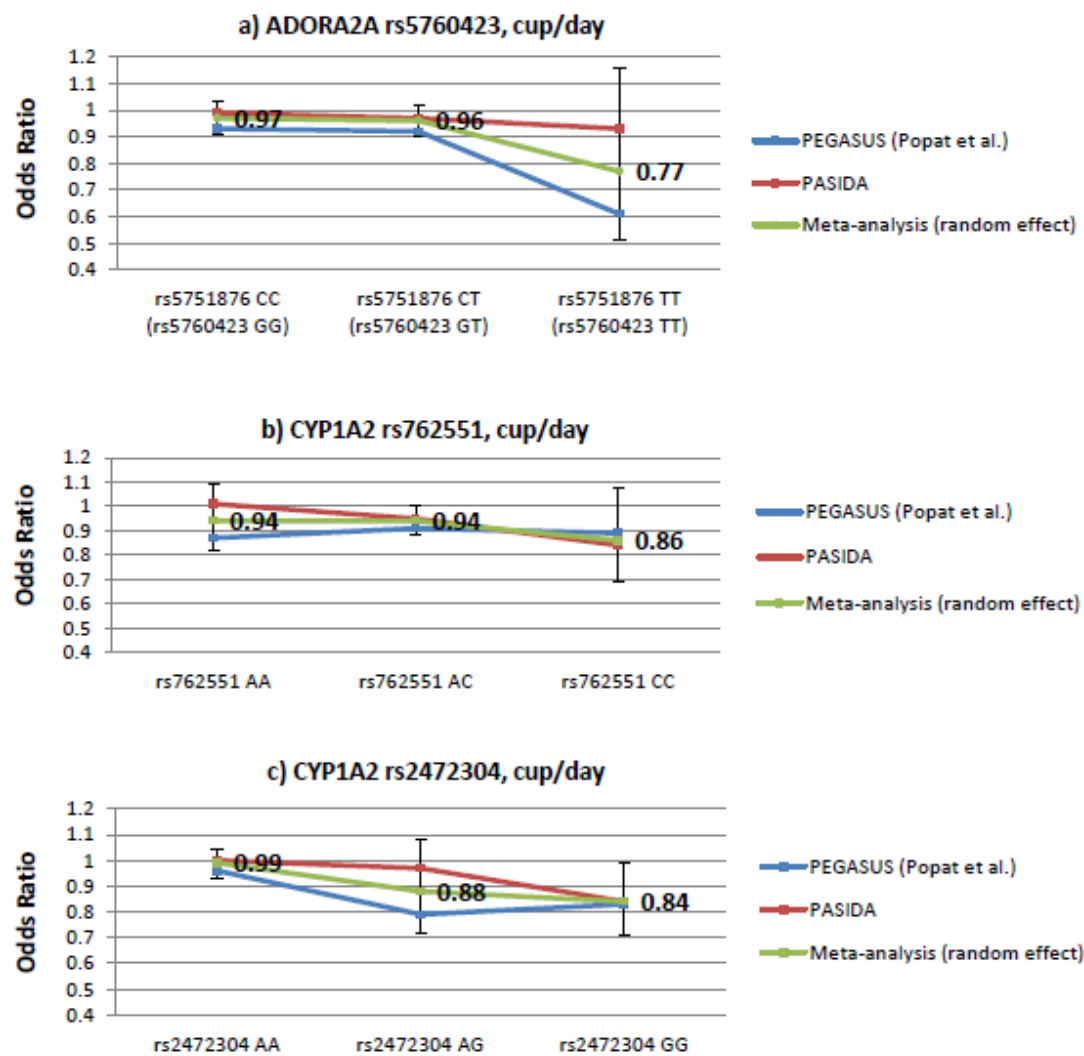 a) ADORA2A rs5760423, cup/day
Odds Ratio
1.2
1.1
1
0.9
0.8
0.7
0.6
0.5
0.4
0.97
0.96
0.77
rs5751876 CC
(rs5760423 GG)
rs5751876 CT
(rs5760423 GT)
rs5751876 TT
(rs5760423 TT)
PEGASUS (Popat et al.)
PASIDA
Meta-analysis (random effect)
b) CYP1A2 rs762551, cup/day
Odds Ratio
1.2
1.1
1
0.9
0.8
0.7
0.6
0.5
0.4
0.94
0.94
0.86
rs762551 AA
rs762551 AC
rs762551 CC
PEGASUS (Popat et al.)
PASIDA
Meta-analysis (random effect)
c) CYP1A2 rs2472304, cup/day
Odds Ratio
1.2
1.1
1
0.9
0.8
0.7
0.6
0.5
0.4
0.99
0.88
0.84
rs2472304 AA
rs2472304 AG
rs2472304 GG
PEGASUS (Popat et al.)
PASIDA
Meta-analysis (random effect)